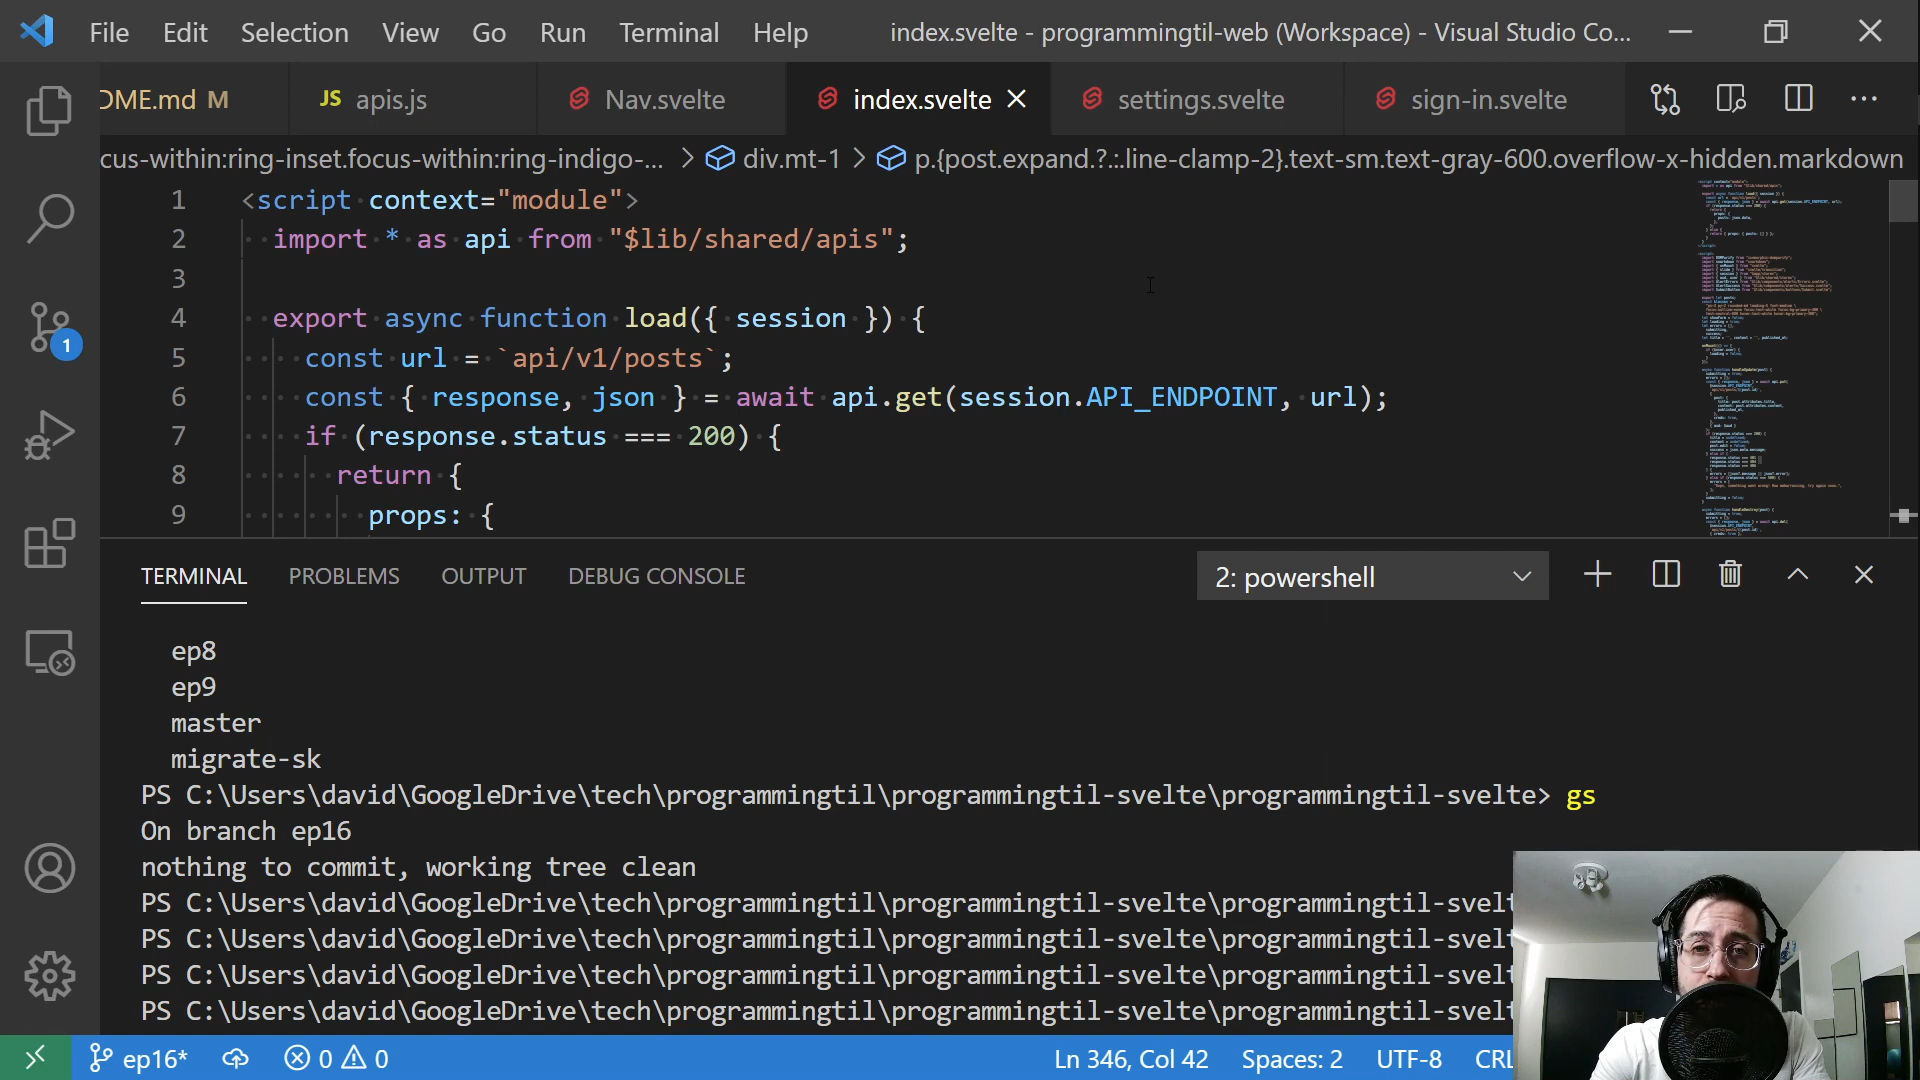 File Edit Selection View Go Run Terminal Help index.svelte - programmingtil-web (Workspace) - Visual Studio Co...
DME.md M JS apis.js Nav.svelte index.svelte settings.svelte sign-in.svelte
cus-within:ring-inset.focus-within:ring-indigo-... > div.mt-1 > p.{post.expand.?.:.line-clamp-2}.text-sm.text-gray-600.overflow-x-hidden.markdown
1 <script context="module">
2 import * as api from "$lib/shared/apis";
3
4 export async function load({ session }) {
5 const url = `api/v1/posts`;
6 const { response, json } = await api.get(session.API_ENDPOINT, url);
7 if (response.status === 200) {
8 return {
9 props: {
1
TERMINAL PROBLEMS OUTPUT DEBUG CONSOLE 2: powershell
ep8
ep9
master
migrate-sk
PS C:\Users\david\GoogleDrive\tech\programmingtil\programmingtil-svelte\programmingtil-svelte> gs
On branch ep16
nothing to commit, working tree clean
PS C:\Users\david\GoogleDrive\tech\programmingtil\programmingtil-svelte\programmingtil-svelt
PS C:\Users\david\GoogleDrive\tech\programmingtil\programmingtil-svelte\programmingtil-svelt
PS C:\Users\david\GoogleDrive\tech\programmingtil\programmingtil-svelte\programmingtil-svelt
PS C:\Users\david\GoogleDrive\tech\programmingtil\programmingtil-svelte\programmingtil-svelt
ep16* 0 0 Ln 346, Col 42 Spaces: 2 UTF-8 CRL